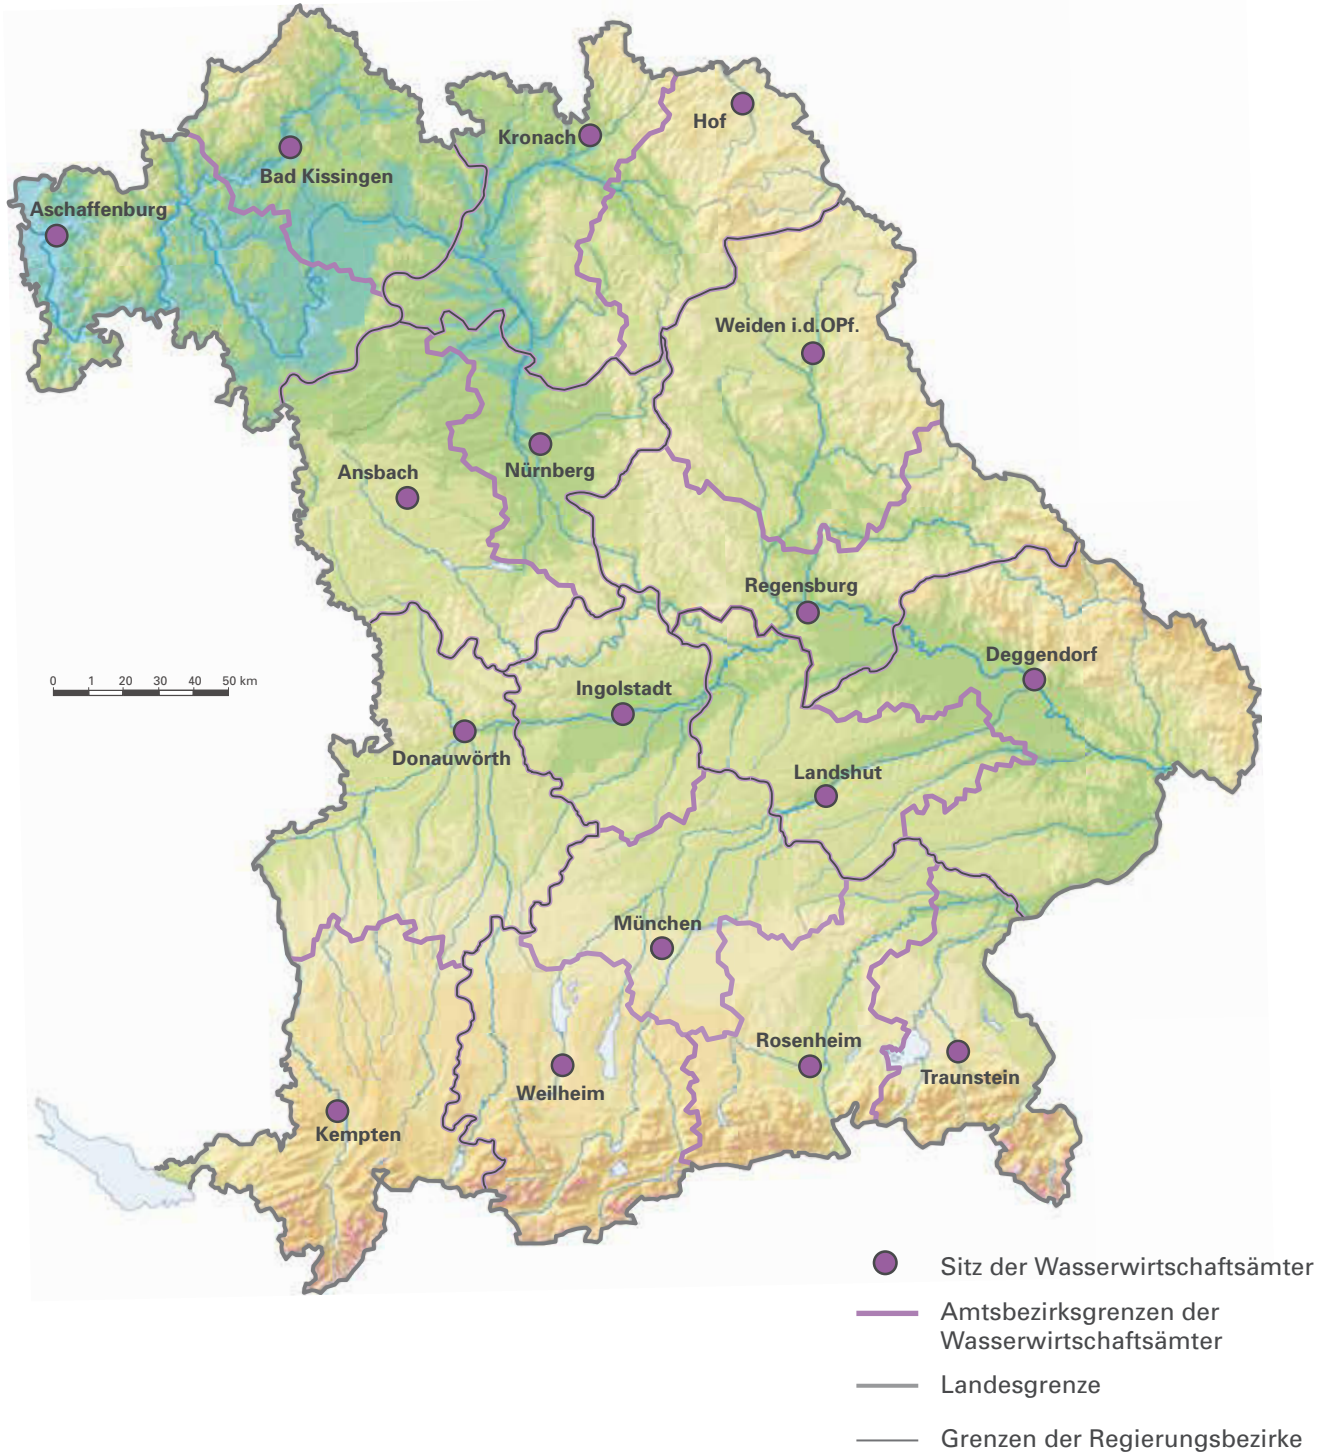 Hof
Kronach
Bad Kissingen
Aschaffenburg
Weiden i.d.OPf.
Nürnberg
Ansbach
Regensburg
Deggendorf
0 1 20 30 40 50 km
Ingolstadt
Donauwörth
Landshut
München
Rosenheim
Traunstein
Weilheim
Kempten
Sitz der Wasserwirtschaftsämter
Amtsbezirksgrenzen der
Wasserwirtschaftsämter
Landesgrenze
Grenzen der Regierungsbezirke